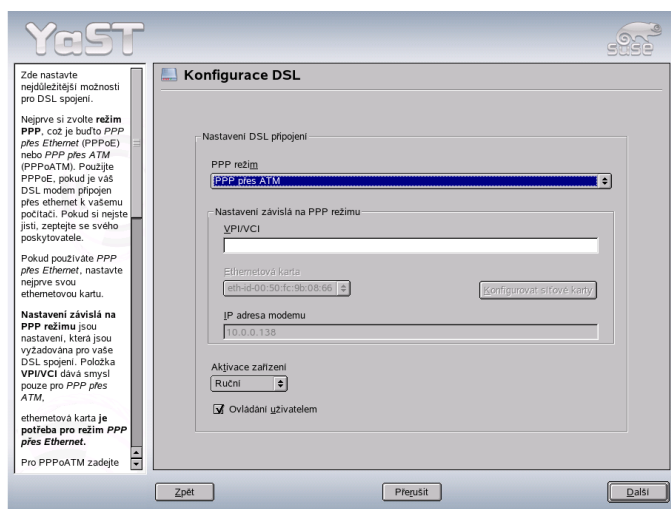 YaST
SuSE
Zde nastavte
nejdůležitější možnosti
pro DSL spojení.
Nejprve si zvolte režim
PPP, což je buďto PPP
přes Ethernet (PPPoE)
nebo PPP přes ATM
(PPPoATM). Použijte
PPPoE, pokud je váš
DSL modem připojen
přes ethernet k vašemu
počítači. Pokud si nejste
jisti, zeptejte se svého
poskytovatele.
Pokud používáte PPP
přes Ethernet, nastavte
nejprve svou
ethernetovou kartu.
Nastavení závislá na
PPP režimu jsou
nastavení, která jsou
vyžadována pro vaše
DSL spojení. Položka
VPI/VCI dává smysl
pouze pro PPP přes
ATM,
ethernetová karta je
potřeba pro režim PPP
přes Ethernet.
Pro PPPoATM zadejte
Konfigurace DSL
Nastavení DSL připojení
PPP režim
PPP přes ATM
Nastavení závislá na PPP režimu
VPI/VCI
Ethernetová karta
eth-id-00:50:fc:9b:08:66
Konfigurovat síťové karty
IP adresa modemu
10.0.0.138
Aktivace zařízení
Ruční
Ovládání uživatelem
Zpět
Přerušit
Další